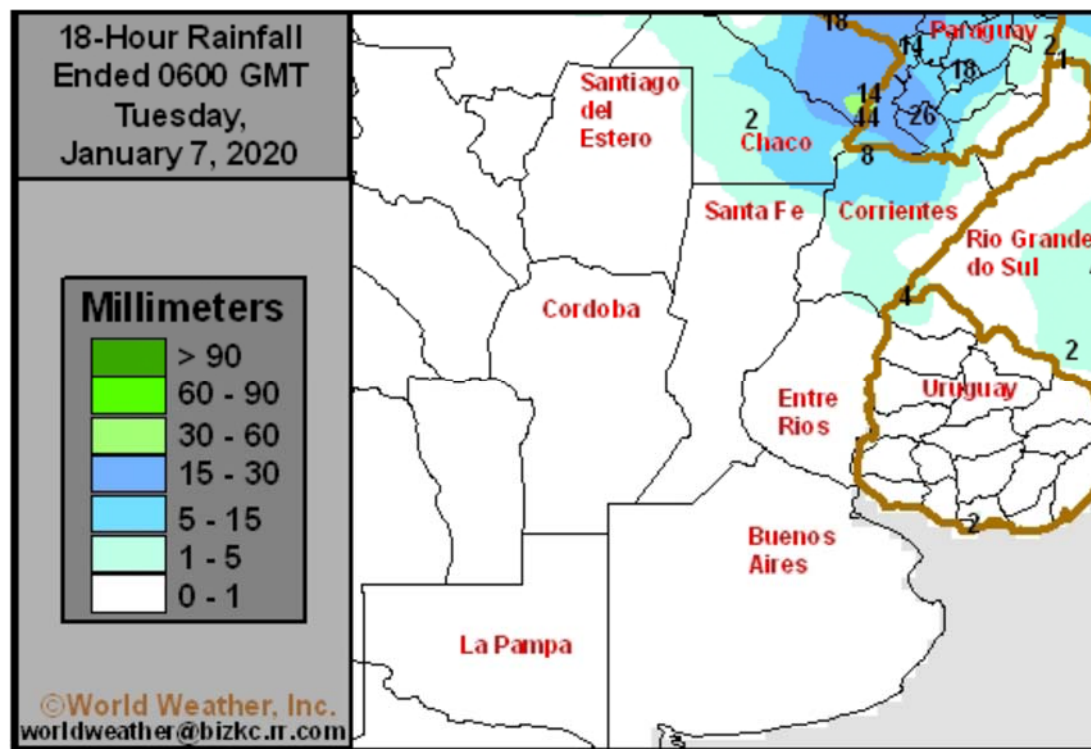 18-Hour Rainfall
Ended 0600 GMT
Tuesday,
January 7, 2020
Millimeters
> 90
60 - 90
30 - 60
15 - 30
5 - 15
1 - 5
0 - 1
©World Weather, Inc.
worldweather@bizkc.rr.com
18
Paraguay
14
2
1
18
Santiago
del
Estero
14
2
44
26
Chaco
8
Santa Fe
Corrientes
Rio Grande
do Sul
4
Cordoba
2
Uruguay
Entre
Rios
2
Buenos
Aires
La Pampa